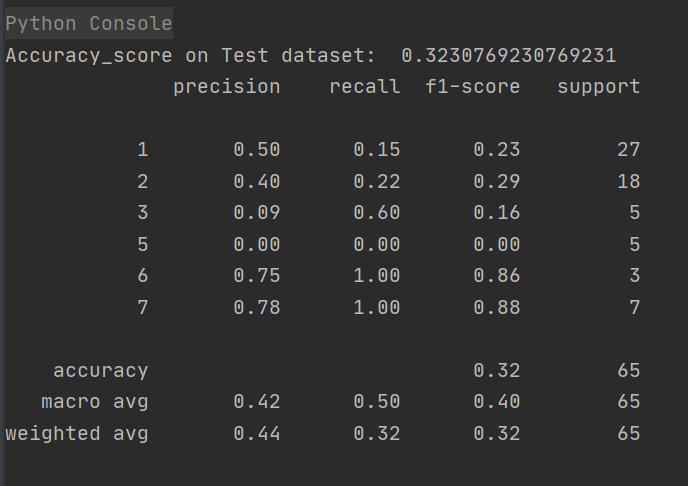 Python Console
Accuracy_score on Test dataset:  0.3230769230769231
              precision    recall  f1-score   support

           1       0.50      0.15      0.23        27
           2       0.40      0.22      0.29        18
           3       0.09      0.60      0.16         5
           5       0.00      0.00      0.00         5
           6       0.75      1.00      0.86         3
           7       0.78      1.00      0.88         7

    accuracy                           0.32        65
   macro avg       0.42      0.50      0.40        65
weighted avg       0.44      0.32      0.32        65